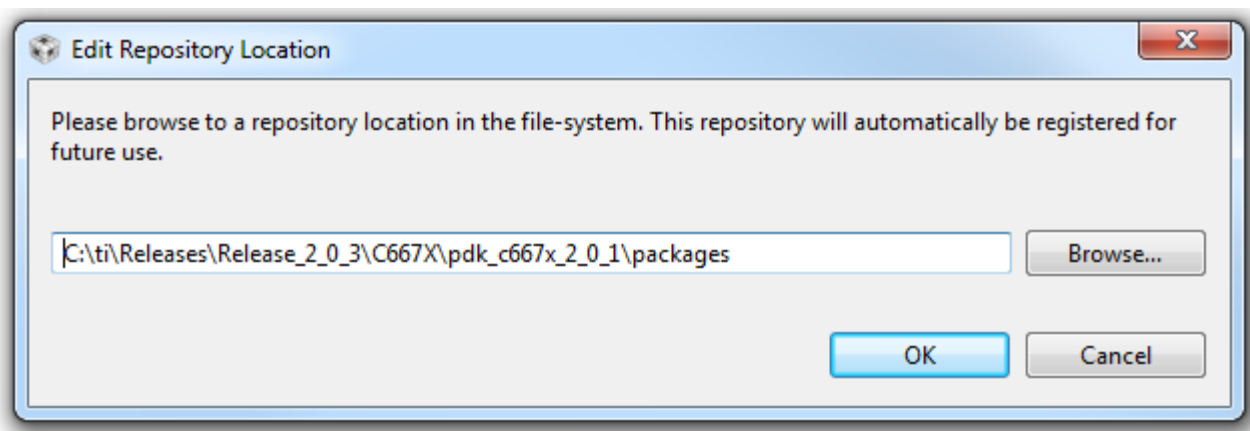 Edit Repository Location
Please browse to a repository location in the file-system. This repository will automatically be registered for
future use.
C:\ti\Releases\Release_2_0_3\C667X\pdk_c667x_2_0_1\packages
Browse...
OK
Cancel